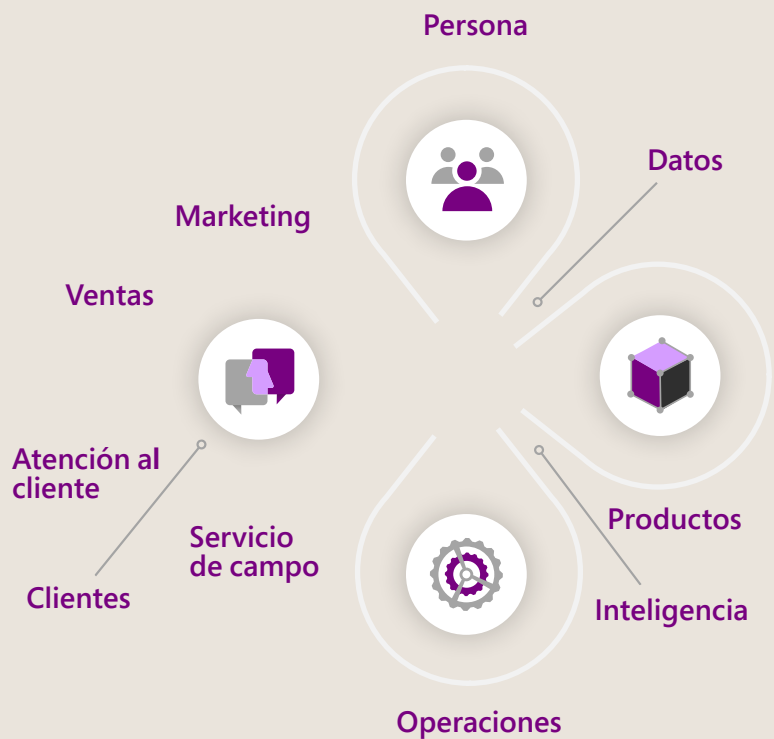 Persona
Datos
Marketing
Ventas
Atención al
cliente
Servicio
de campo
Clientes
Productos
Inteligencia
Operaciones